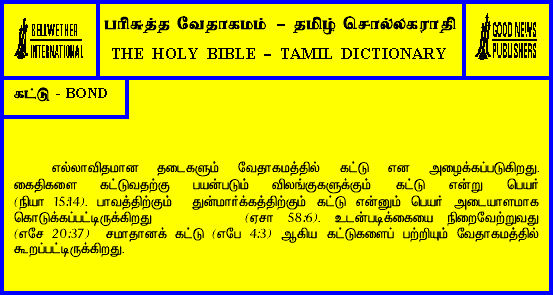 BELLWETHER
INTERNATIONAL
பரிசுத்த வேதாகமம் – தமிழ் சொல்லகராதி
THE HOLY BIBLE – TAMIL DICTIONARY
GOOD NEWS
PUBLISHERS
கட்டு - BOND
எல்லாவிதமான தடைகளும் வேதாகமத்தில் கட்டு என அழைக்கப்படுகிறது.
கைதிகளை கட்டுவதற்கு பயன்படும் விலங்குகளுக்கும் கட்டு என்று பெயர்
(நியா 15:14). பாவத்திற்கும் துன்மார்க்கத்திற்கும் கட்டு என்னும் பெயர் அடையாளமாக
கொடுக்கப்பட்டிருக்கிறது (ஏசா 58:6). உடன்படிக்கையை நிறைவேற்றுவது
(எசே 20:37) சமாதானக் கட்டு (எபே 4:3) ஆகிய கட்டுகளைப் பற்றியும் வேதாகமத்தில்
கூறப்பட்டிருக்கிறது.